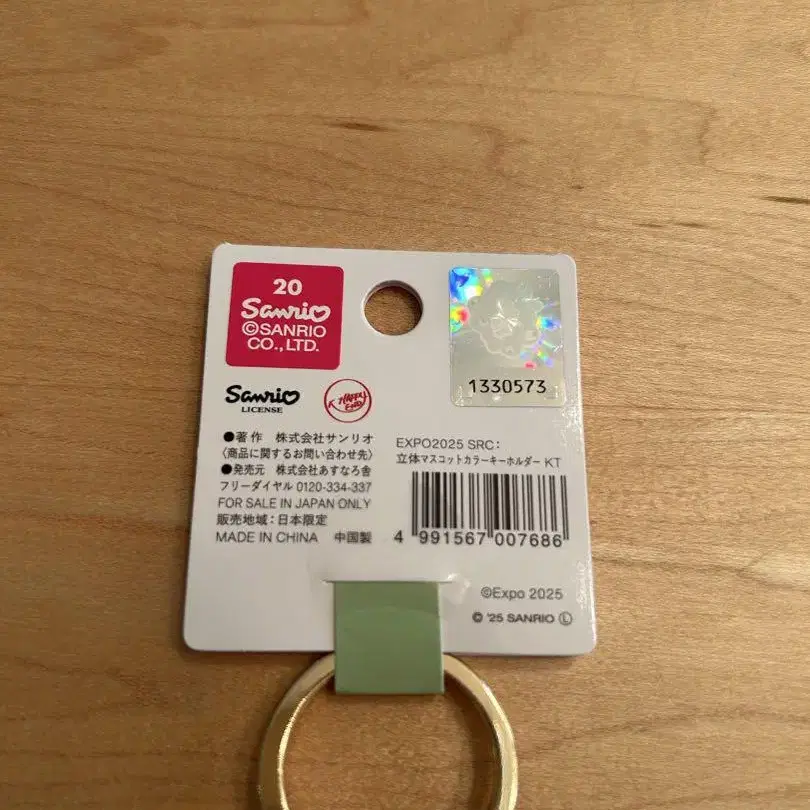 20
Sanrio
©SANRIO
CO., LTD.
1330573
Sanrio
LICENSE
●著作 株式会社サンリオ
〈商品に関するお問い合わせ先〉
●発売元 株式会社あすなろ舎
フリーダイヤル 0120-334-337
FOR SALE IN JAPAN ONLY
販売地域：日本限定
MADE IN CHINA 中国製
EXPO2025 SRC：
立体マスコットカラーキーホルダー KT
4 991567 007686
©Expo 2025
© '25 SANRIO Ⓛ